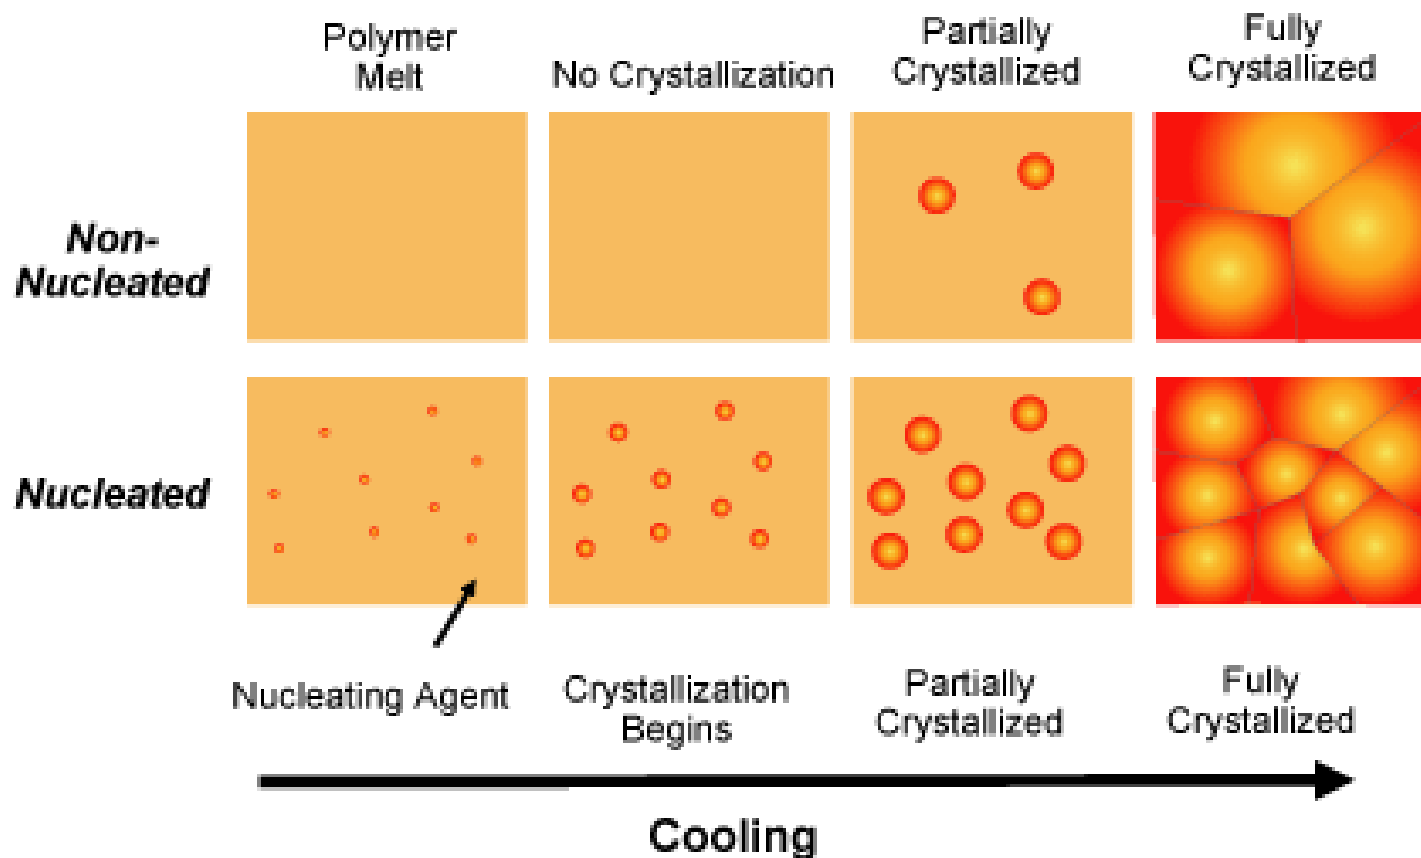 Polymer
Melt
No Crystallization
Partially
Crystallized
Fully
Crystallized
Non-
Nucleated
Nucleated
Nucleating Agent
Crystallization
Begins
Partially
Crystallized
Fully
Crystallized
Cooling